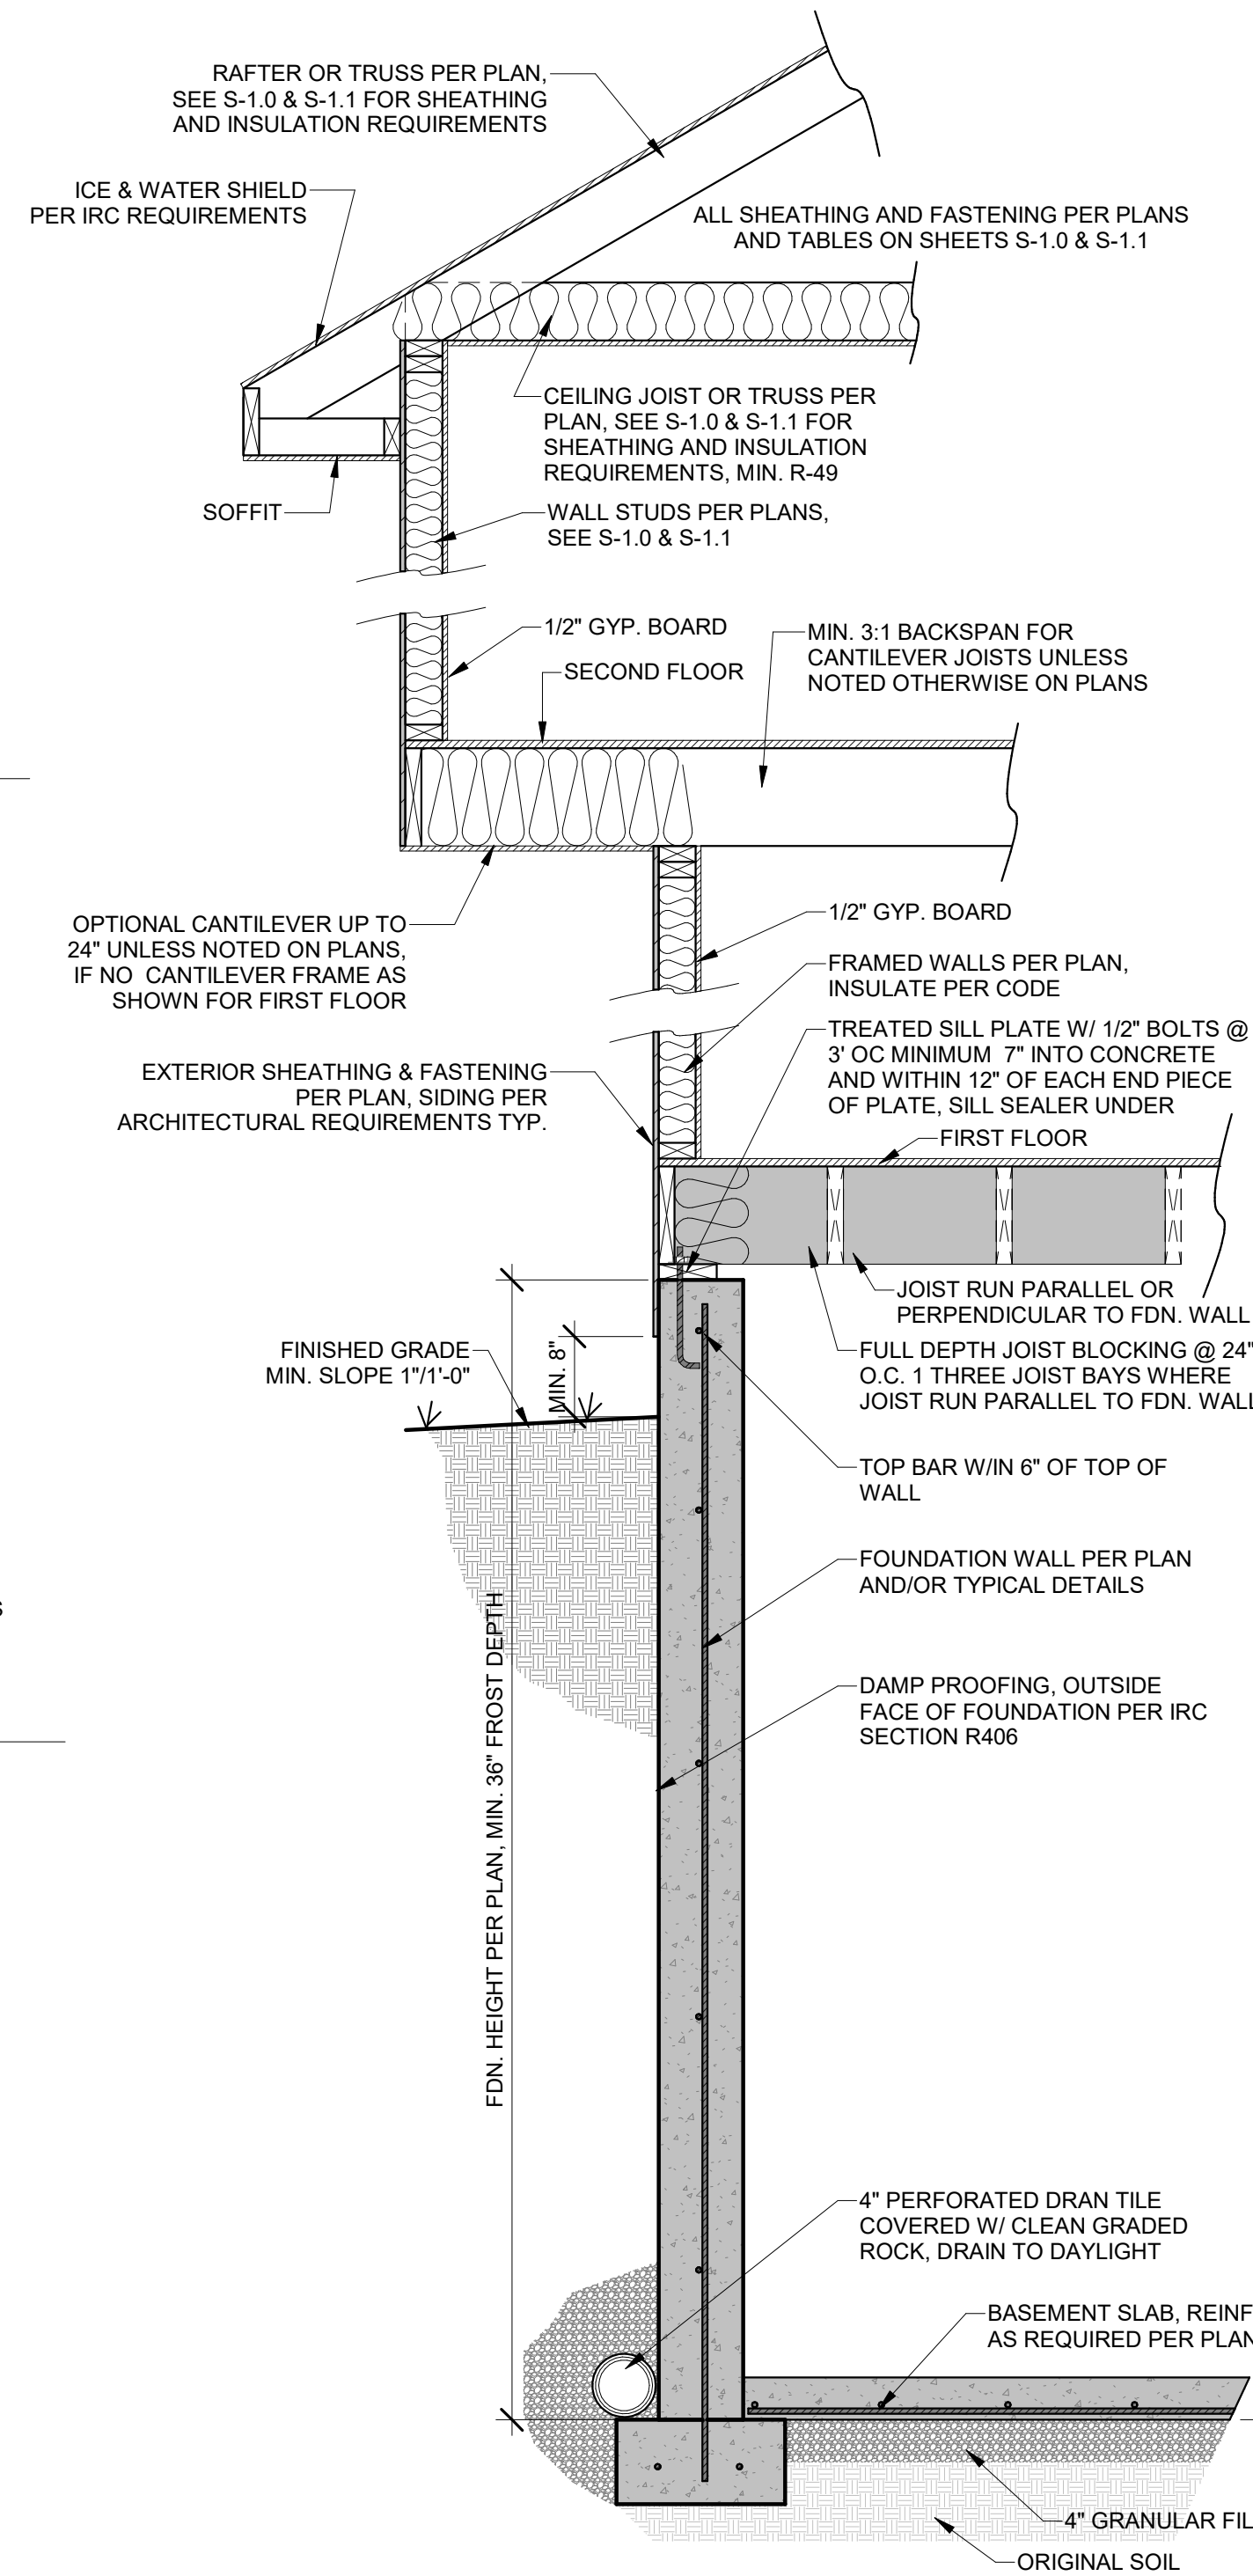 RAFTER OR TRUSS PER PLAN,
SEE S-1.0 & S-1.1 FOR SHEATHING
AND INSULATION REQUIREMENTS
ICE & WATER SHIELD
PER IRC REQUIREMENTS
ALL SHEATHING AND FASTENING PER PLANS
AND TABLES ON SHEETS S-1.0 & S-1.1
CEILING JOIST OR TRUSS PER
PLAN, SEE S-1.0 & S-1.1 FOR
SHEATHING AND INSULATION
REQUIREMENTS, MIN. R-49
SOFFIT
WALL STUDS PER PLANS,
SEE S-1.0 & S-1.1
1/2" GYP. BOARD
SECOND FLOOR
MIN. 3:1 BACKSPAN FOR
CANTILEVER JOISTS UNLESS
NOTED OTHERWISE ON PLANS
OPTIONAL CANTILEVER UP TO
24" UNLESS NOTED ON PLANS,
IF NO CANTILEVER FRAME AS
SHOWN FOR FIRST FLOOR
1/2" GYP. BOARD
FRAMED WALLS PER PLAN,
INSULATE PER CODE
TREATED SILL PLATE W/ 1/2" BOLTS @
3' OC MINIMUM 7" INTO CONCRETE
AND WITHIN 12" OF EACH END PIECE
OF PLATE, SILL SEALER UNDER
EXTERIOR SHEATHING & FASTENING
PER PLAN, SIDING PER
ARCHITECTURAL REQUIREMENTS TYP.
FIRST FLOOR
JOIST RUN PARALLEL OR
PERPENDICULAR TO FDN. WALL
FINISHED GRADE
MIN. SLOPE 1"/1'-0"
MIN. 8"
FULL DEPTH JOIST BLOCKING @ 24"
O.C. 1 THREE JOIST BAYS WHERE
JOIST RUN PARALLEL TO FDN. WALL
TOP BAR W/IN 6" OF TOP OF
WALL
FOUNDATION WALL PER PLAN
AND/OR TYPICAL DETAILS
S
FDN. HEIGHT PER PLAN, MIN. 36" FROST DEPTH
DAMP PROOFING, OUTSIDE
FACE OF FOUNDATION PER IRC
SECTION R406
4" PERFORATED DRAN TILE
COVERED W/ CLEAN GRADED
ROCK, DRAIN TO DAYLIGHT
BASEMENT SLAB, REINF
AS REQUIRED PER PLAN
4" GRANULAR FIL
ORIGINAL SOIL